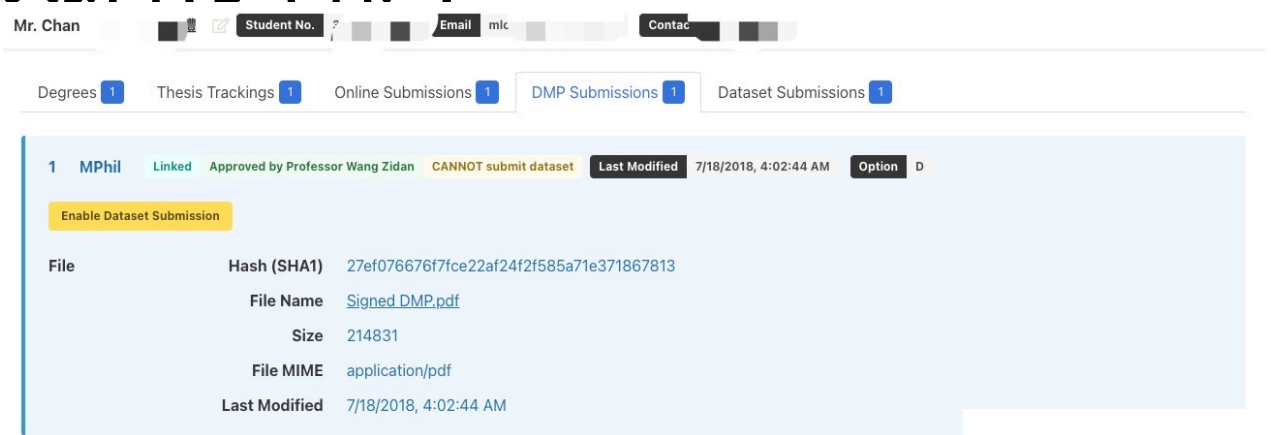 Mr. Chan Student No. Email Contac
Degrees 1 Thesis Trackings 1 Online Submissions 1 DMP Submissions 1 Dataset Submissions 1
1 MPhil Linked Approved by Professor Wang Zidan CANNOT submit dataset Last Modified 7/18/2018, 4:02:44 AM Option D
Enable Dataset Submission
File Hash (SHA1) 27ef076676f7fce22af24f2f585a71e371867813
File Name Signed DMP.pdf
Size 214831
File MIME application/pdf
Last Modified 7/18/2018, 4:02:44 AM